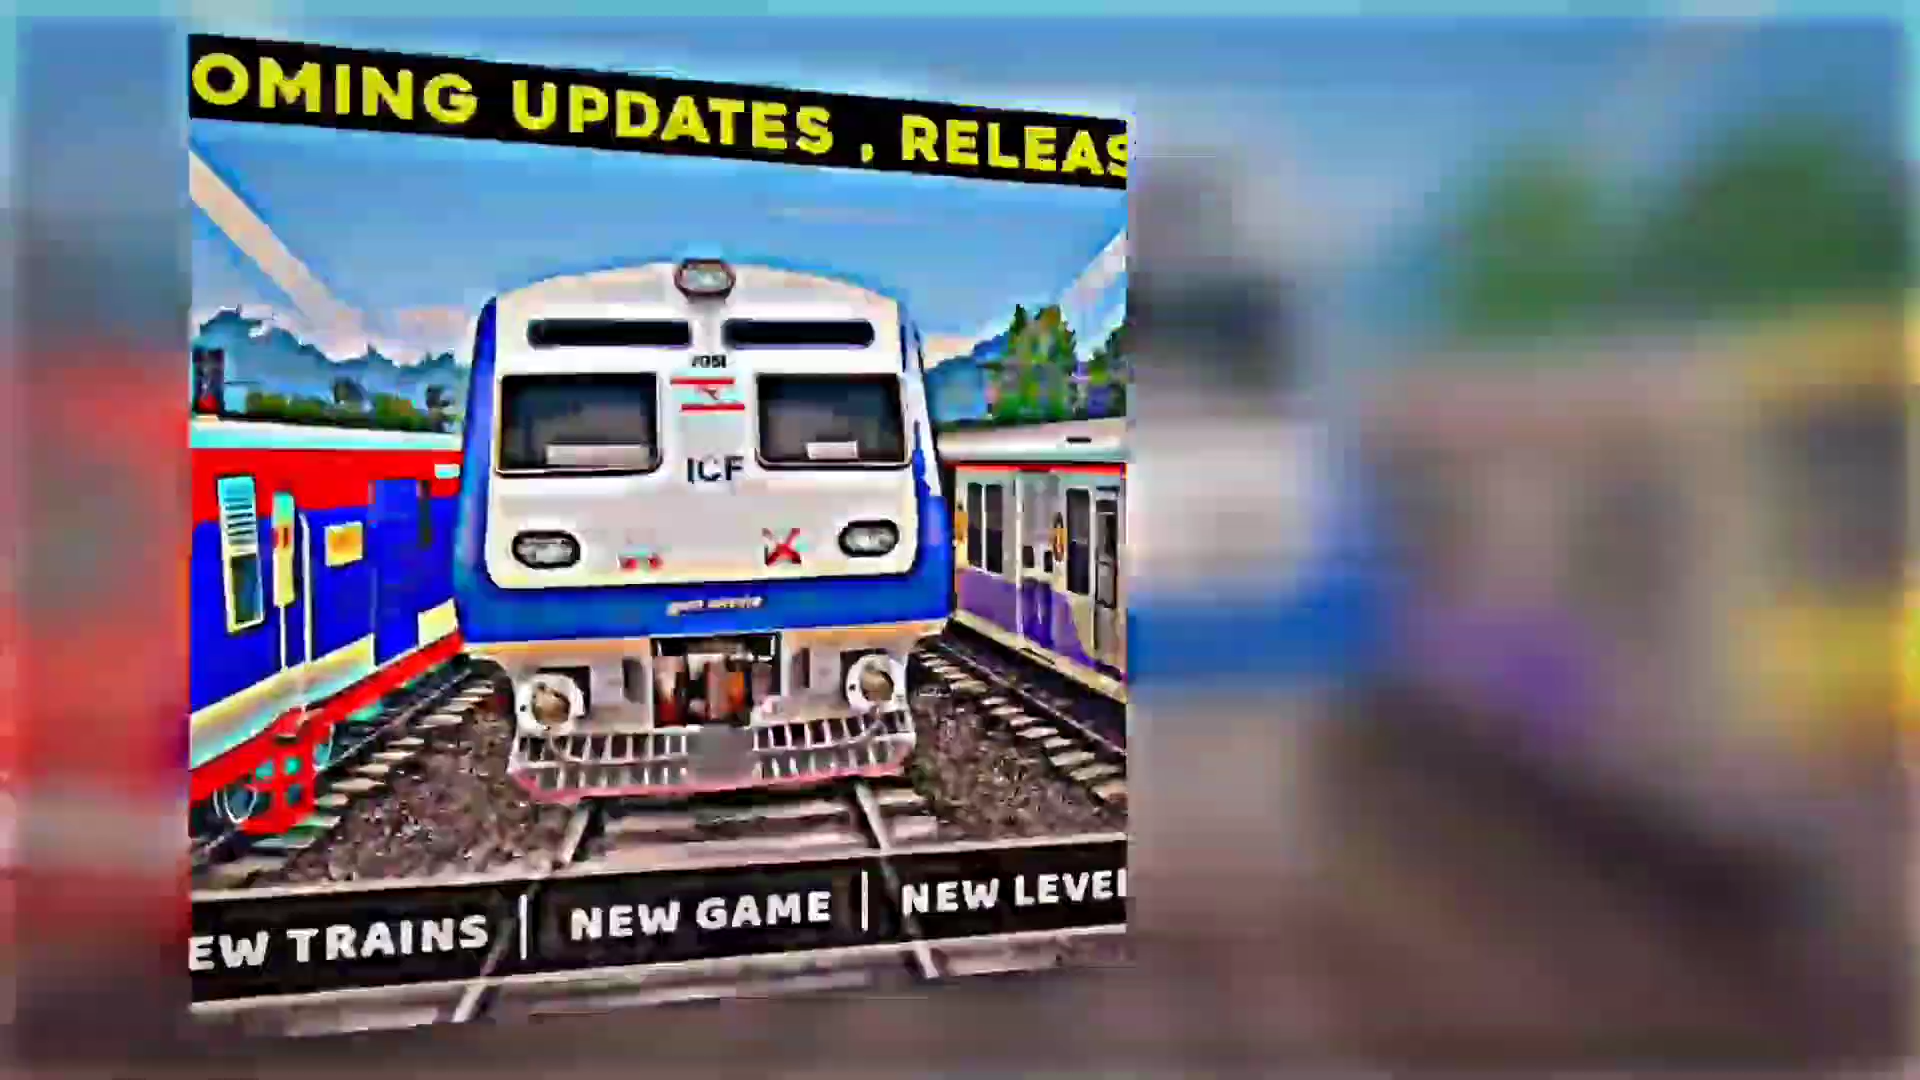 OMING UPDATES , RELEAS
ICF
EW TRAINS | NEW GAME | NEW LEVEL